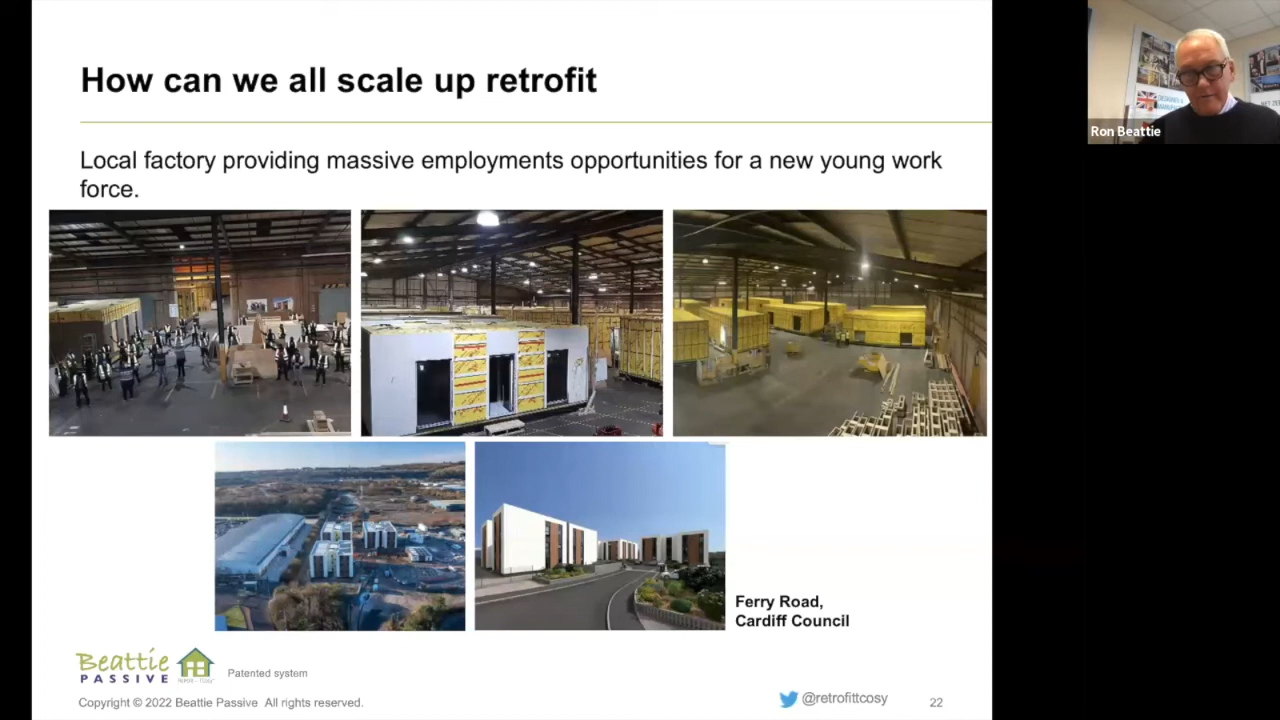 How can we all scale up retrofit
Local factory providing massive employments opportunities for a new young work
force.
Ron Beattie
Ferry Road,
Cardiff Council
Beattie
PASSIVE
Patented system
Copyright © 2022 Beattie Passive All rights reserved.
@retrofittcosy
22